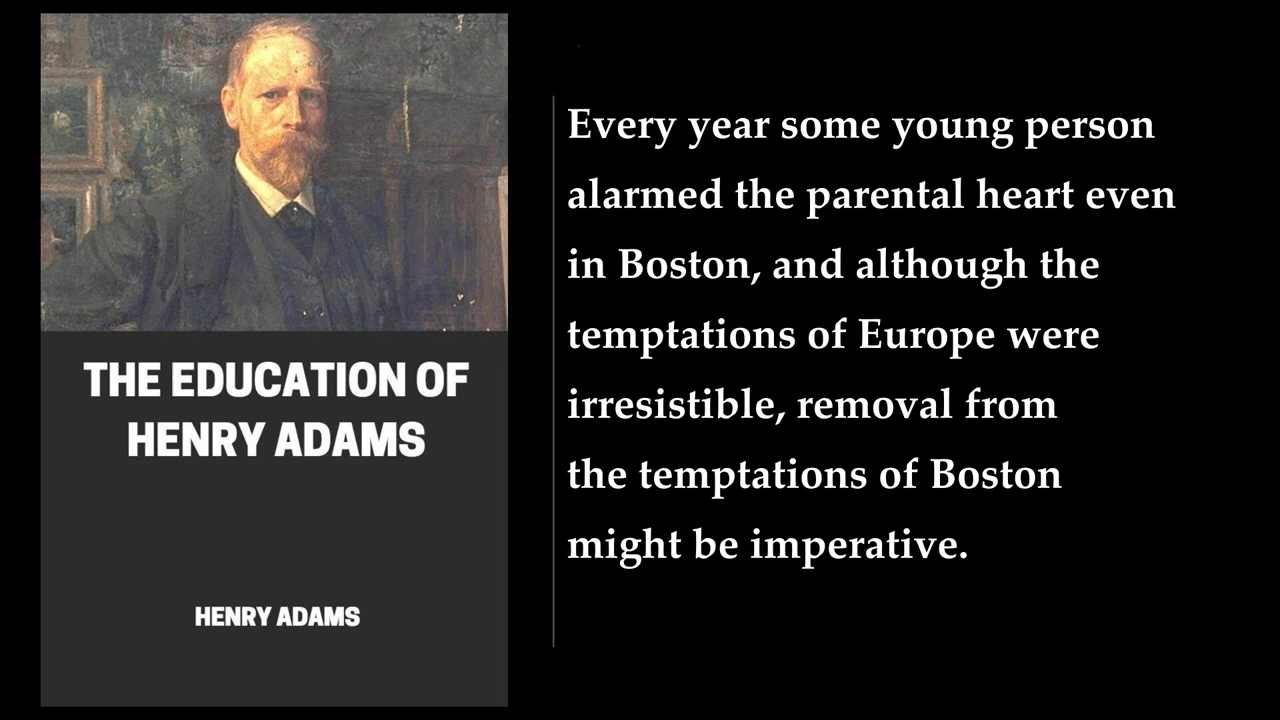 THE EDUCATION OF
HENRY ADAMS
HENRY ADAMS
Every year some young person
alarmed the parental heart even
in Boston, and although the
temptations of Europe were
irresistible, removal from
the temptations of Boston
might be imperative.